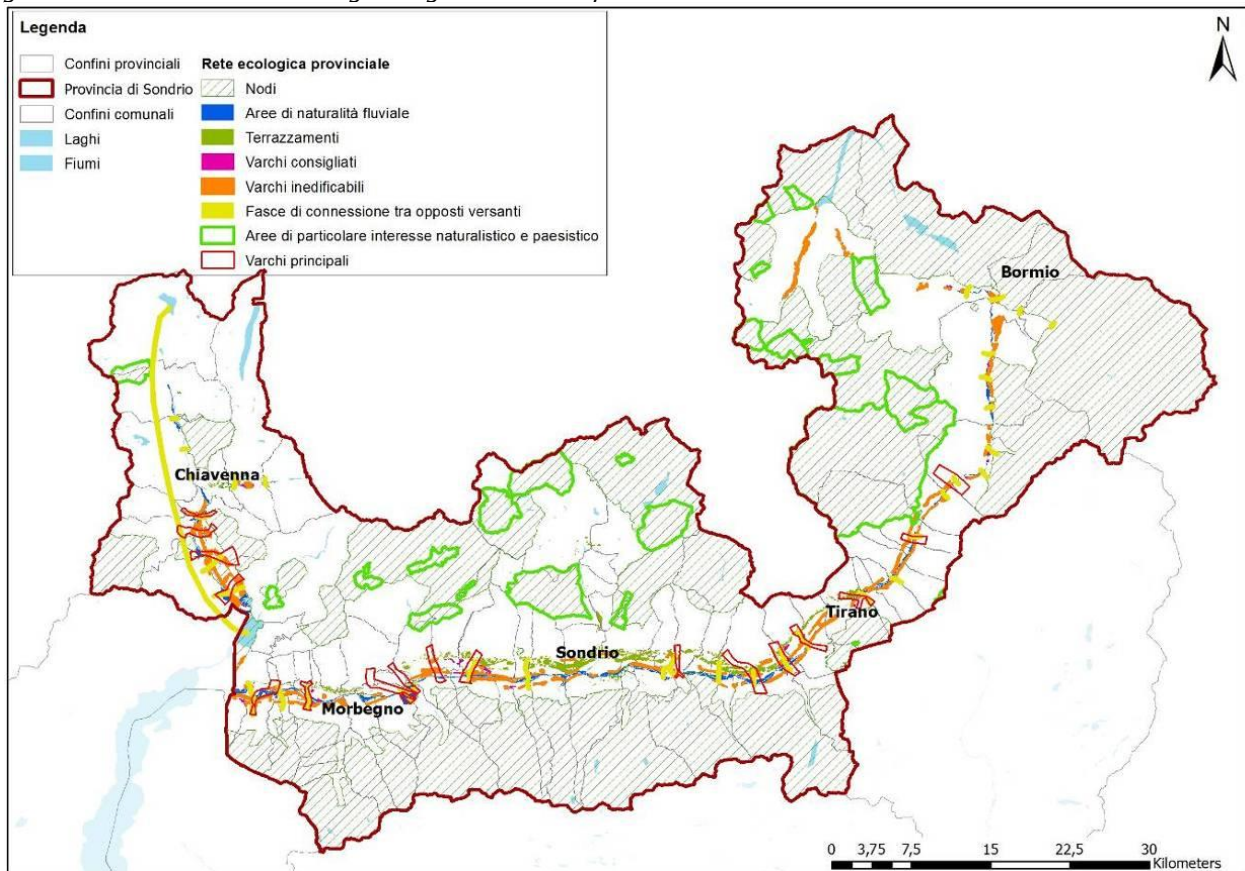 Legenda
Confini provinciali
Provincia di Sondrio
Confini comunali
Laghi
Fiumi
Rete ecologica provinciale
Nodi
Aree di naturalità fluviale
Terrazzamenti
Varchi consigliati
Varchi inedificabili
Fasce di connessione tra opposti versanti
Aree di particolare interesse naturalistico e paesistico
Varchi principali
N
Bormio
Chiavenna
Tirano
Sondrio
Morbegno
0 3,75 7,5 15 22,5 30
Kilometers